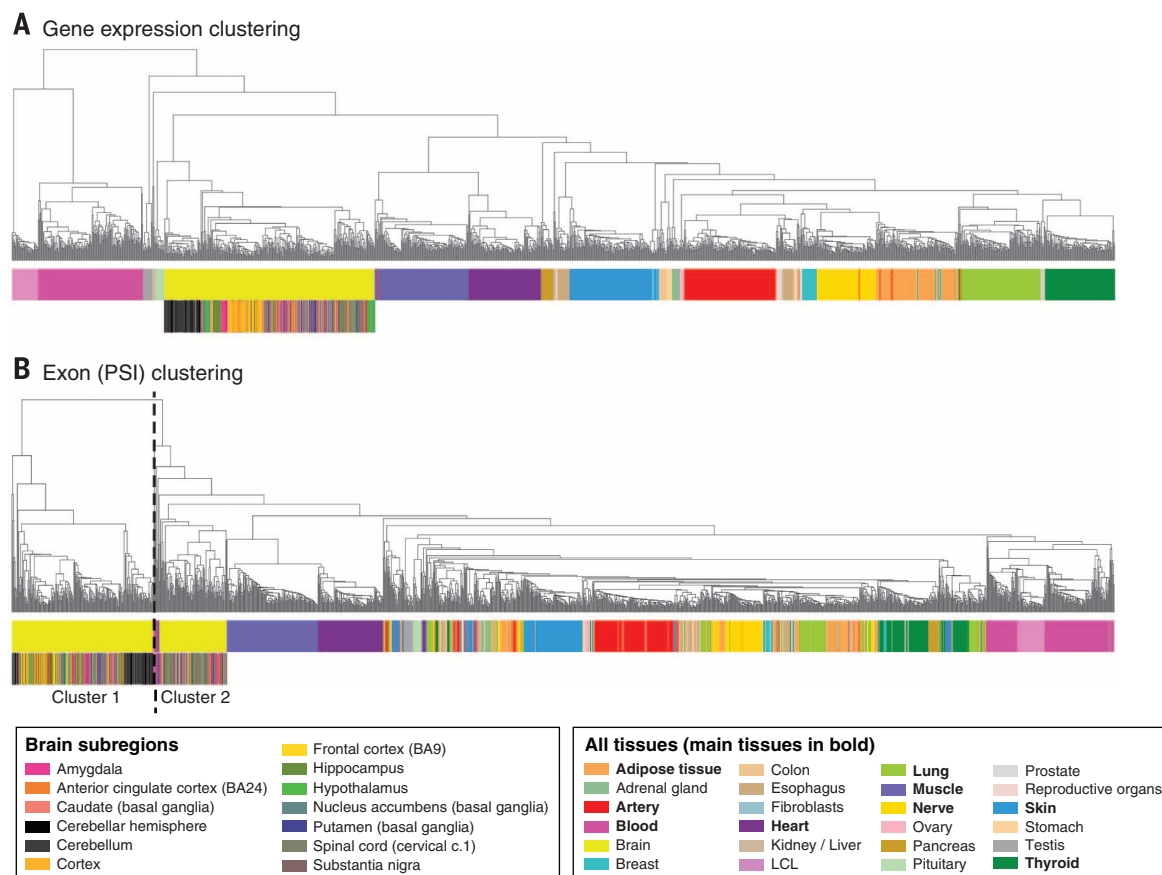 A Gene expression clustering
B Exon (PSI) clustering
Cluster 1
Cluster 2
Brain subregions
Amygdala
Anterior cingulate cortex (BA24)
Caudate (basal ganglia)
Cerebellar hemisphere
Cerebellum
Cortex
Frontal cortex (BA9)
Hippocampus
Hypothalamus
Nucleus accumbens (basal ganglia)
Putamen (basal ganglia)
Spinal cord (cervical c.1)
Substantia nigra
All tissues (main tissues in bold)
Adipose tissue
Adrenal gland
Artery
Blood
Brain
Breast
Colon
Esophagus
Fibroblasts
Heart
Kidney / Liver
LCL
Lung
Muscle
Nerve
Ovary
Pancreas
Pituitary
Prostate
Reproductive organs
Skin
Stomach
Testis
Thyroid